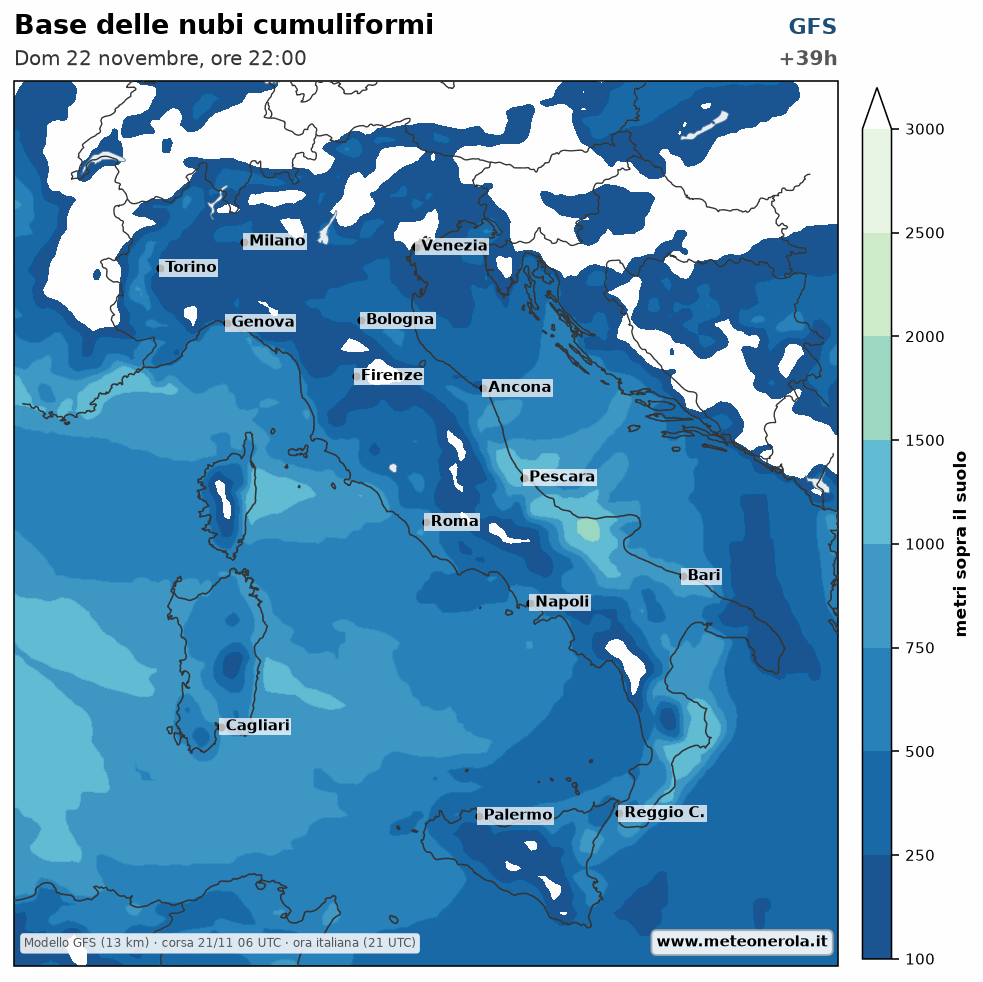 Base delle nubi cumuliformi
GFS
Dom 22 novembre, ore 22:00
+39h
3000
2500
2000
1500
1000
750
500
250
100
metri sopra il suolo
Milano
Venezia
Torino
Genova
Bologna
Firenze
Ancona
Pescara
Roma
Bari
Napoli
Cagliari
Palermo
Reggio C.
Modello GFS (13 km) · corsa 21/11 06 UTC · ora italiana (21 UTC)
www.meteonerola.it